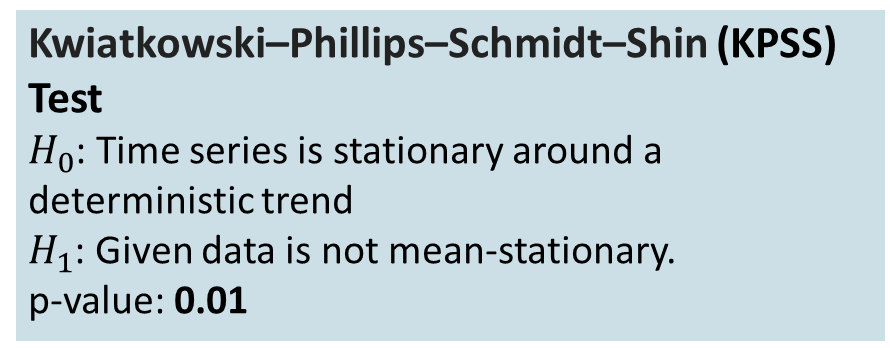 Kwiatkowski–Phillips–Schmidt–Shin (KPSS)
Test
H₀: Time series is stationary around a
deterministic trend
H₁: Given data is not mean-stationary.
p-value: 0.01